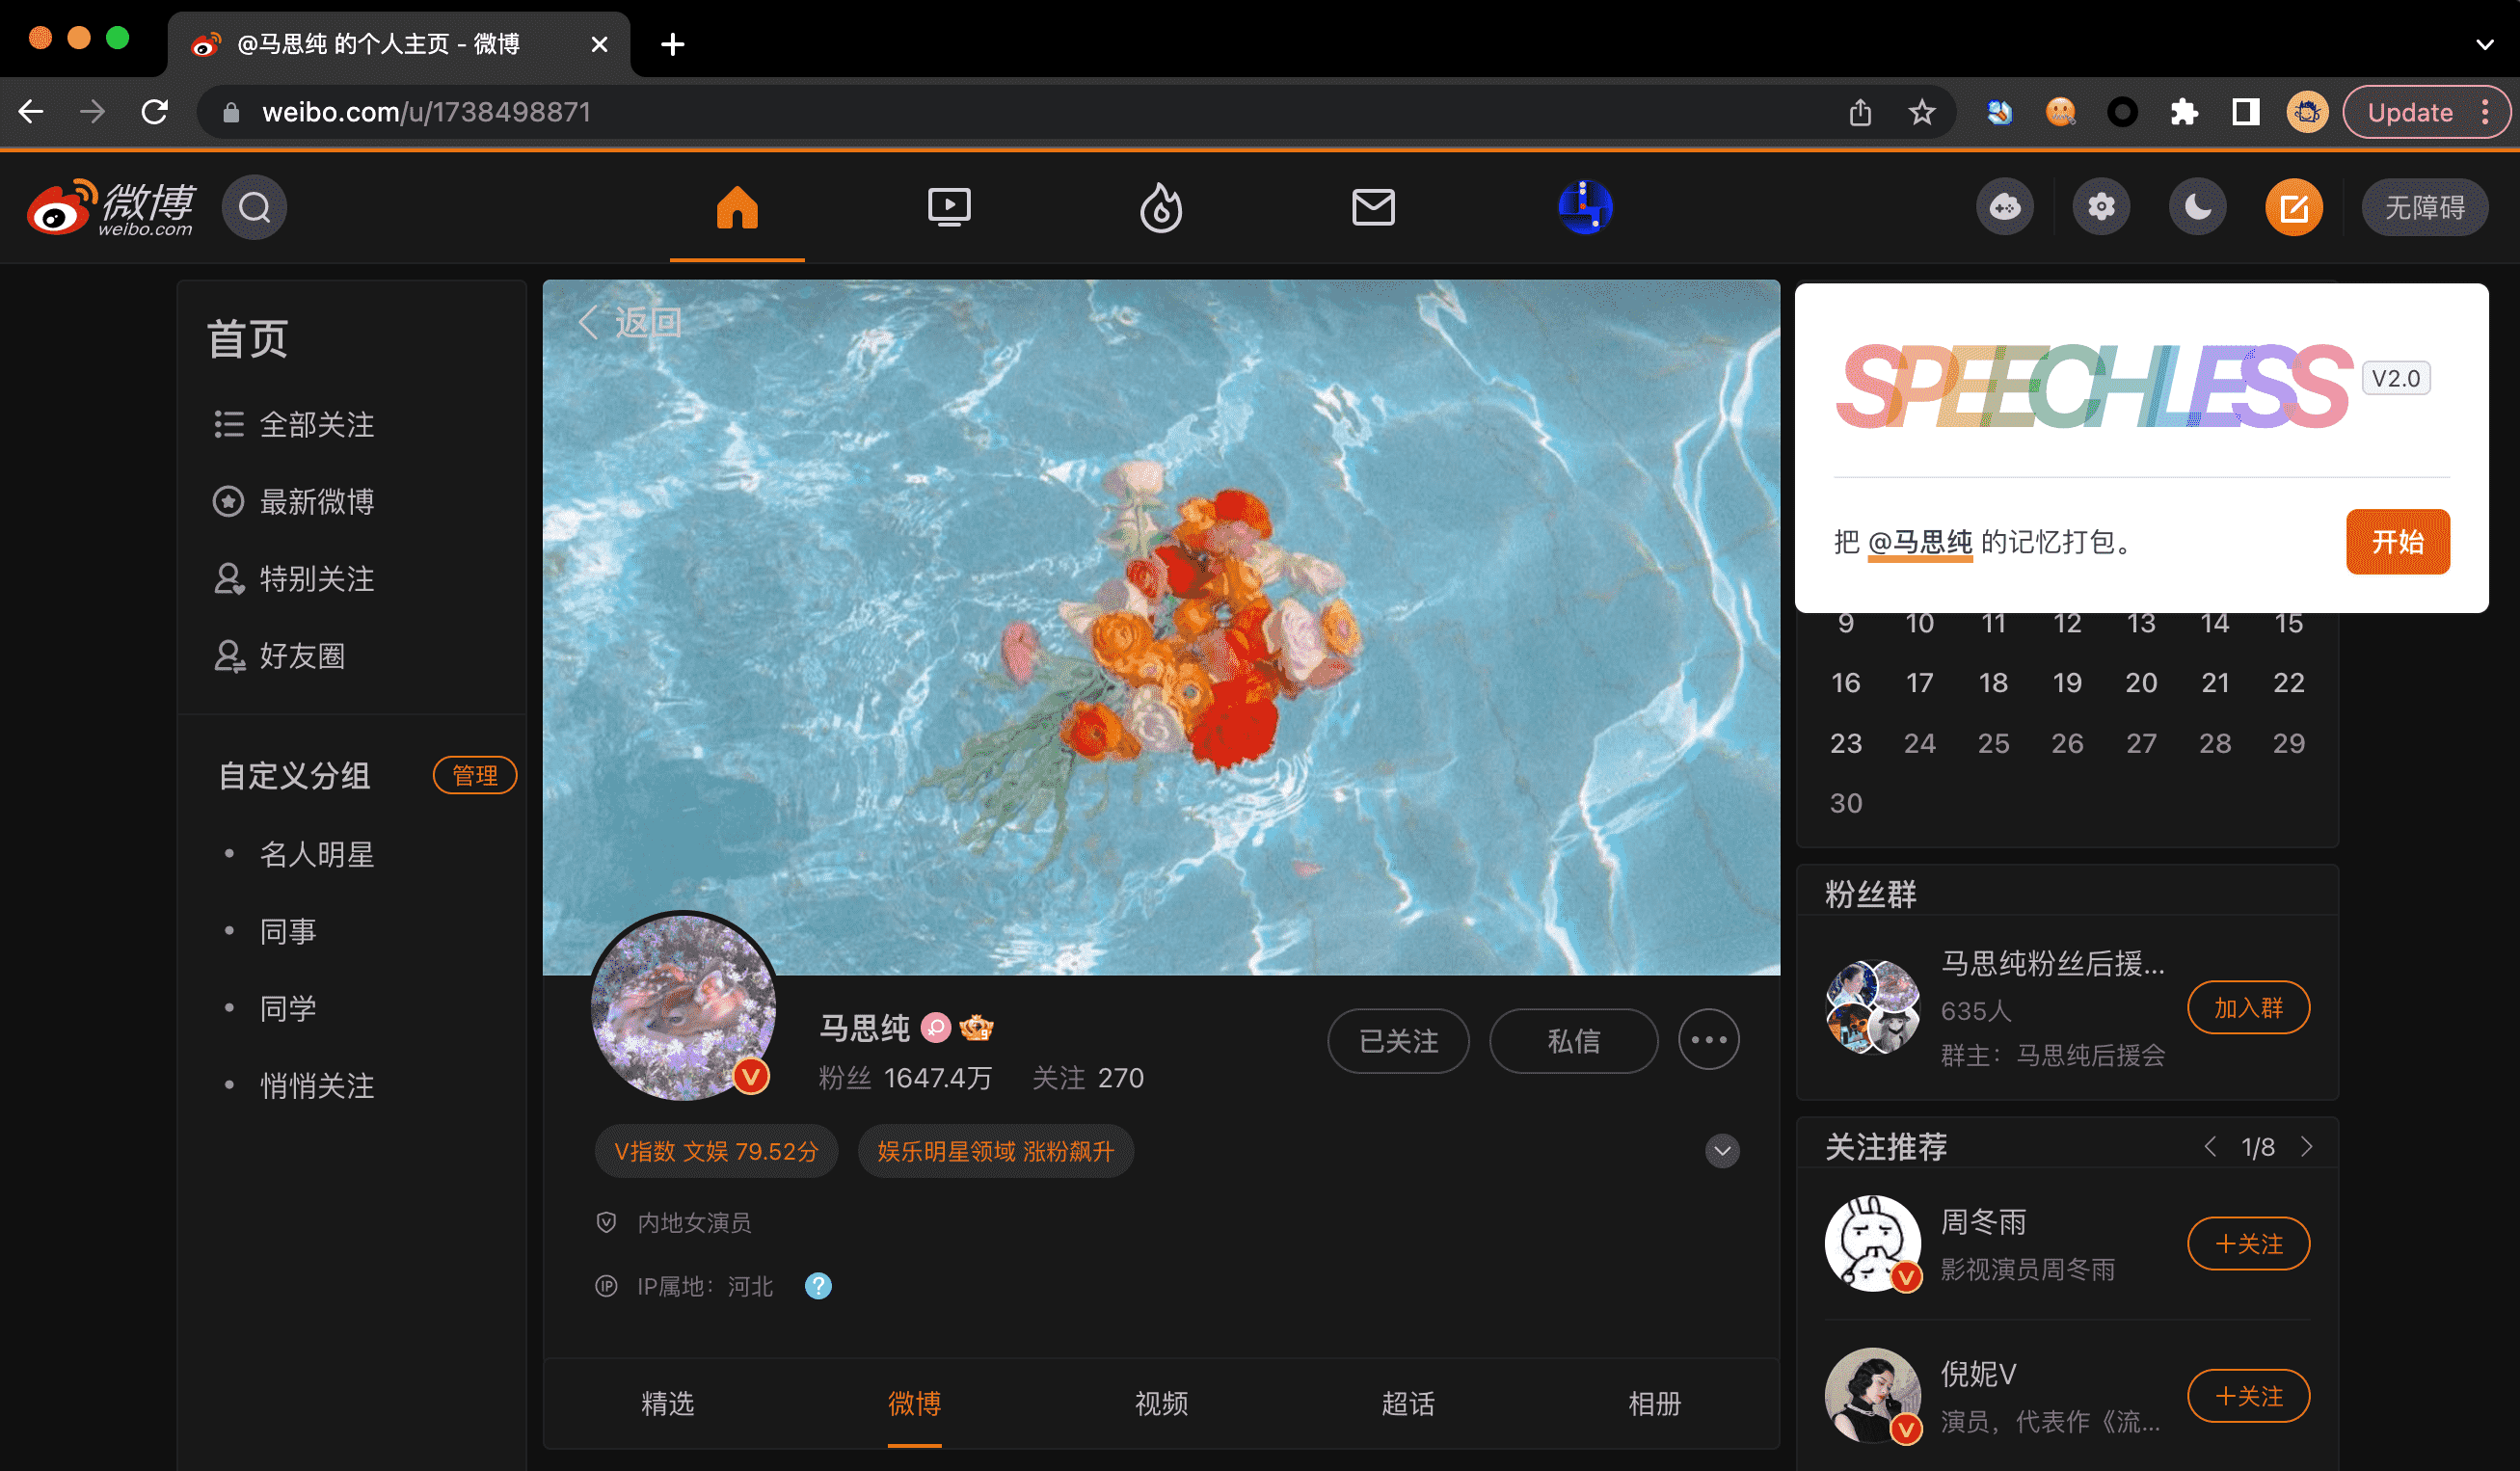 @马思纯 的个人主页 - 微博
weibo.com/u/1738498871
Update
微博
weibo.com
无障碍
首页
全部关注
最新微博
特别关注
好友圈
自定义分组
管理
名人明星
同事
同学
悄悄关注
返回
马思纯
粉丝 1647.4万 关注 270
已关注
私信
V指数 文娱 79.52分
娱乐明星领域 涨粉飙升
内地女演员
IP属地：河北
精选
微博
视频
超话
相册
SPEECHLESS
V2.0
把 @马思纯 的记忆打包。
开始
9 10 11 12 13 14 15
16 17 18 19 20 21 22
23 24 25 26 27 28 29
30
粉丝群
马思纯粉丝后援...
635人
群主：马思纯后援会
加入群
关注推荐
1/8
周冬雨
影视演员周冬雨
+关注
倪妮V
演员，代表作《流...
+关注